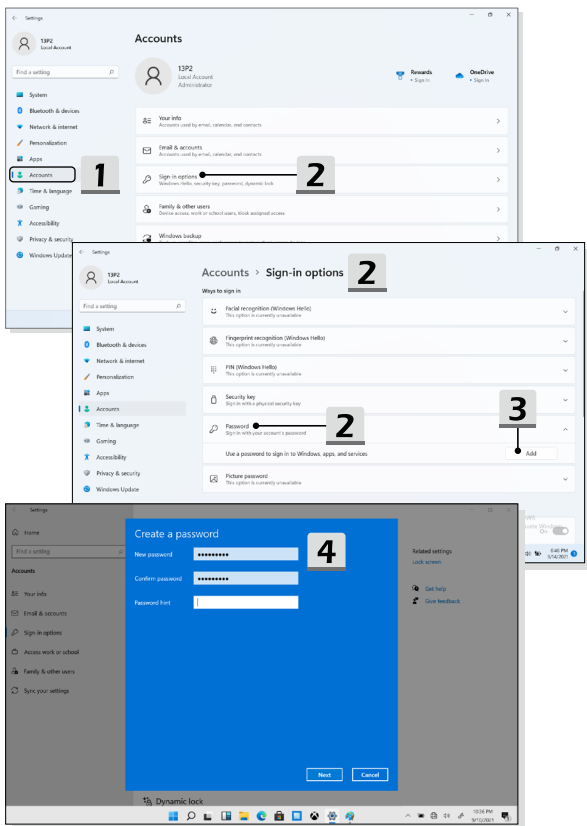 Settings
13P2
Local Account
Find a setting
System
Bluetooth & devices
Network & internet
Personalization
Apps
Accounts
1
Time & language
Gaming
Accessibility
Privacy & security
Windows Update
Accounts
13P2
Local Account
Administrator
Rewards
Sign in
OneDrive
Sign in
Your info
Accounts used by email, calendar, and contacts
Email & accounts
Accounts used by email, calendar, and contacts
Sign-in options
2
Windows Hello, security key, password, dynamic lock
Family & other users
Device access, work or school users, kiosk assigned access
Windows backup
Settings
13P2
Local Account
Find a setting
System
Bluetooth & devices
Network & internet
Personalization
Apps
Accounts
Time & language
Gaming
Accessibility
Privacy & security
Windows Update
Accounts > Sign-in options
2
Ways to sign in
Facial recognition (Windows Hello)
This option is currently unavailable
Fingerprint recognition (Windows Hello)
This option is currently unavailable
PIN (Windows Hello)
This option is currently unavailable
Security key
Sign in with a physical security key
3
Password
2
Sign in with your account's password
Use a password to sign in to Windows, apps, and services
Add
Picture password
This option is currently unavailable
On
6:46 PM
5/14/2021
Settings
Home
Find a setting
Accounts
Your info
Email & accounts
Sign-in options
Access work or school
Family & other users
Sync your settings
Create a password
4
New password
Confirm password
Password hint
Next
Cancel
Related settings
Lock screen
Get help
Give feedback
Dynamic lock
10:36 PM